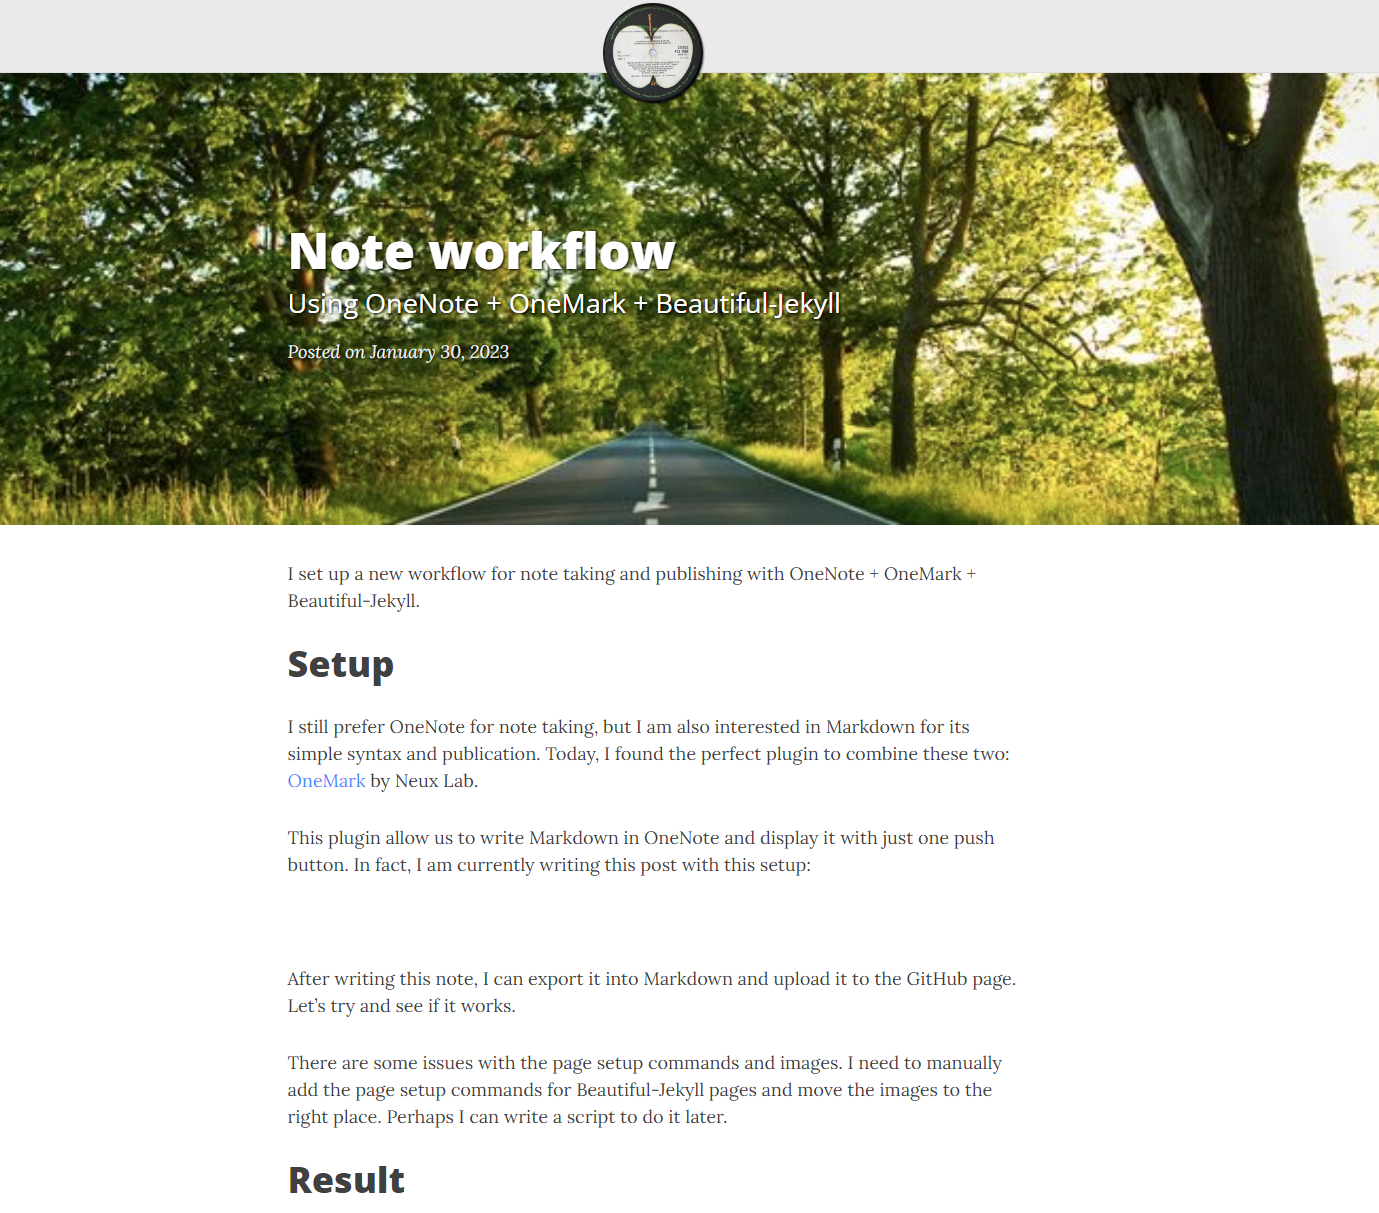 Note workflow
Using OneNote + OneMark + Beautiful-Jekyll
Posted on January 30, 2023
I set up a new workflow for note taking and publishing with OneNote + OneMark +
Beautiful-Jekyll.
Setup
I still prefer OneNote for note taking, but I am also interested in Markdown for its
simple syntax and publication. Today, I found the perfect plugin to combine these two:
OneMark by Neux Lab.
This plugin allow us to write Markdown in OneNote and display it with just one push
button. In fact, I am currently writing this post with this setup:
After writing this note, I can export it into Markdown and upload it to the GitHub page.
Let’s try and see if it works.
There are some issues with the page setup commands and images. I need to manually
add the page setup commands for Beautiful-Jekyll pages and move the images to the
right place. Perhaps I can write a script to do it later.
Result